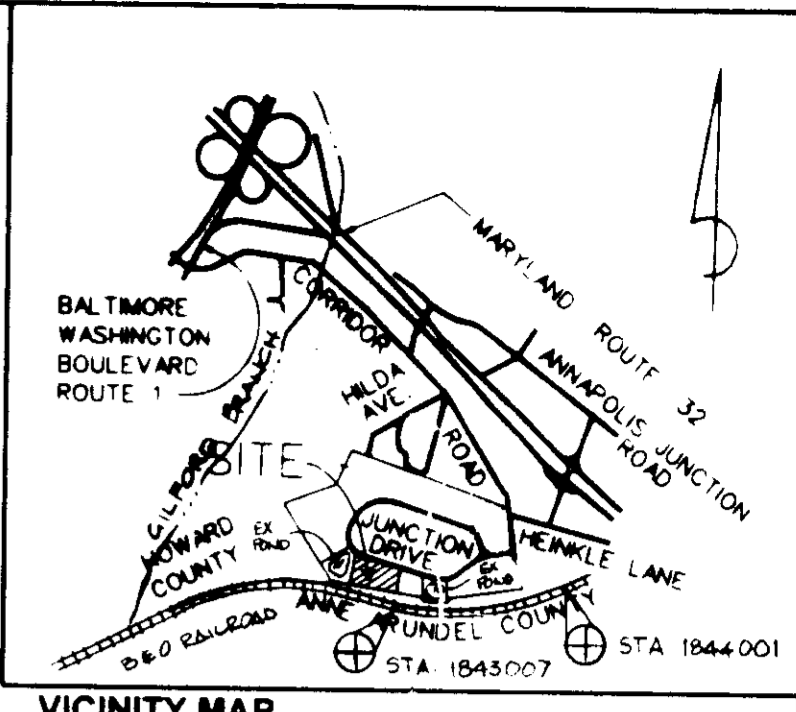 MARYLAND ROUTE 32
BALTIMORE
WASHINGTON
BOULEVARD
ROUTE 1
CORRIDOR
ROAD
ANNAPOLIS JUNCTION
ROAD
HILDA
AVE.
GILFORD BRANCH
SITE
HOWARD
COUNTY
EX
POND
JUNCTION
DRIVE
EX
POND
HEINKLE LANE
ANNE ARUNDEL COUNTY
B&O RAILROAD
STA. 1843007
STA 1844001
VICINITY MAP